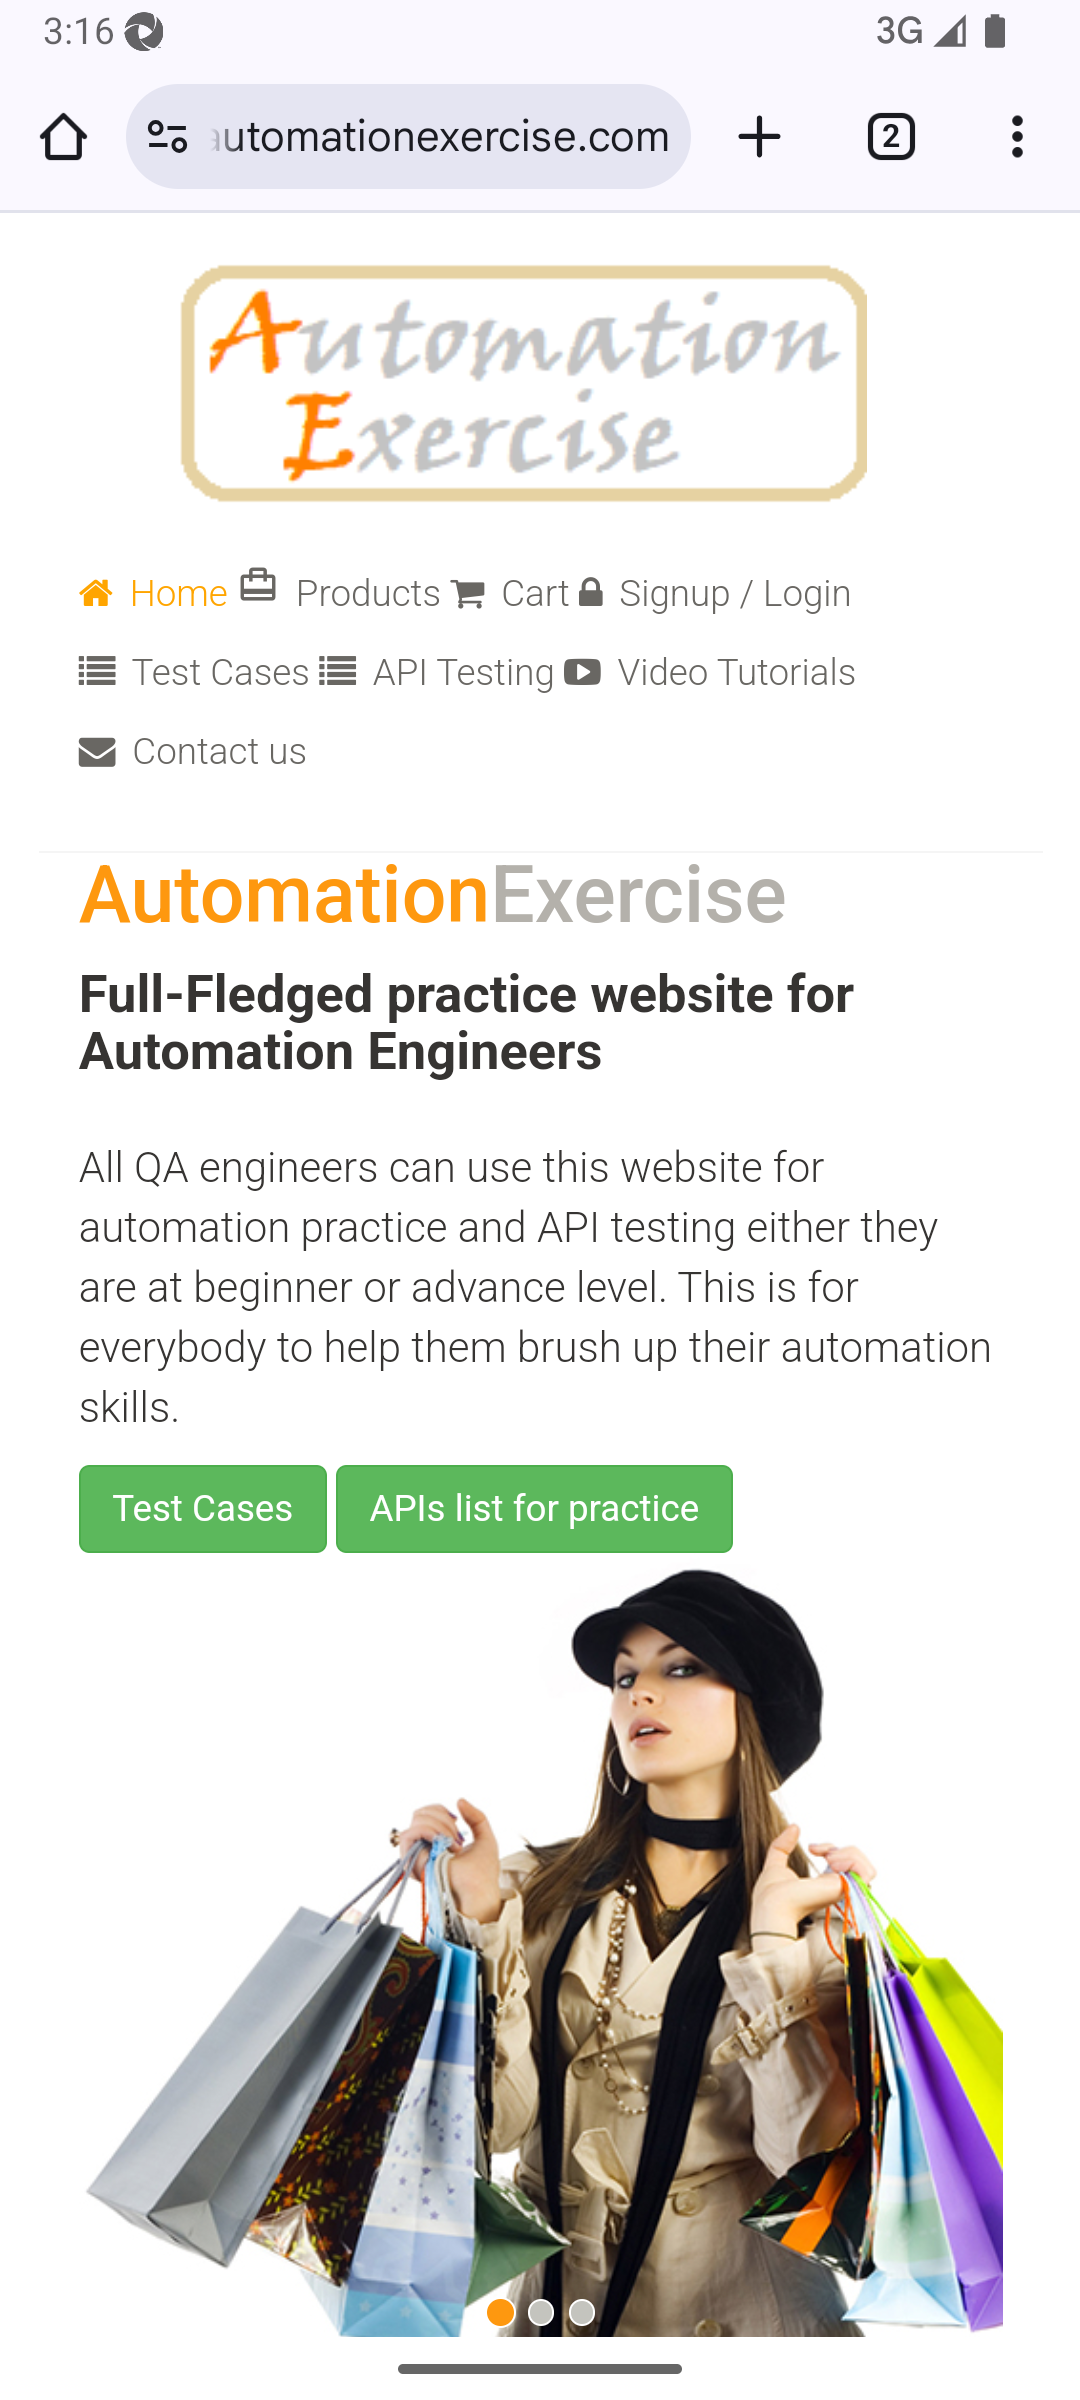 3:16 3G
automationexercise.com 2
Automation
Exercise
Home Products Cart Signup / Login
Test Cases API Testing Video Tutorials
Contact us
AutomationExercise
Full-Fledged practice website for
Automation Engineers
All QA engineers can use this website for
automation practice and API testing either they
are at beginner or advance level. This is for
everybody to help them brush up their automation
skills.
Test Cases APIs list for practice